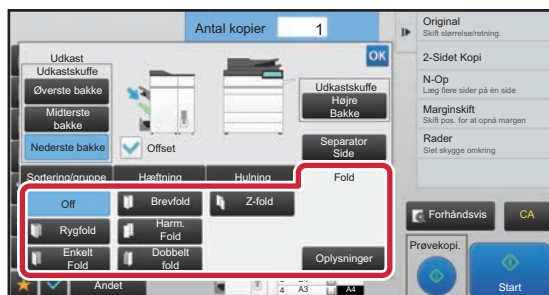 Antal kopier 1
Original
Skift størrelse/retning.
2-Sidet Kopi
N-Op
Læg flere sider på én side
Marginskift
Skift pos. for at opnå margen
Rader
Slet skygge omkring
Udkast
OK
Udkastskuffe
Øverste bakke
Midterste
bakke
Nederste bakke
Offset
Udkastskuffe
Højre
Bakke
Separator
Side
Sortering/gruppe
Hæftning
Hulning
Fold
Off
Brevfold
Z-fold
Rygfold
Harm.
Fold
Enkelt
Fold
Dobbelt
fold
Oplysninger
Andet
4 A3
A4
Forhåndsvis
CA
Prøvekopi.
Start